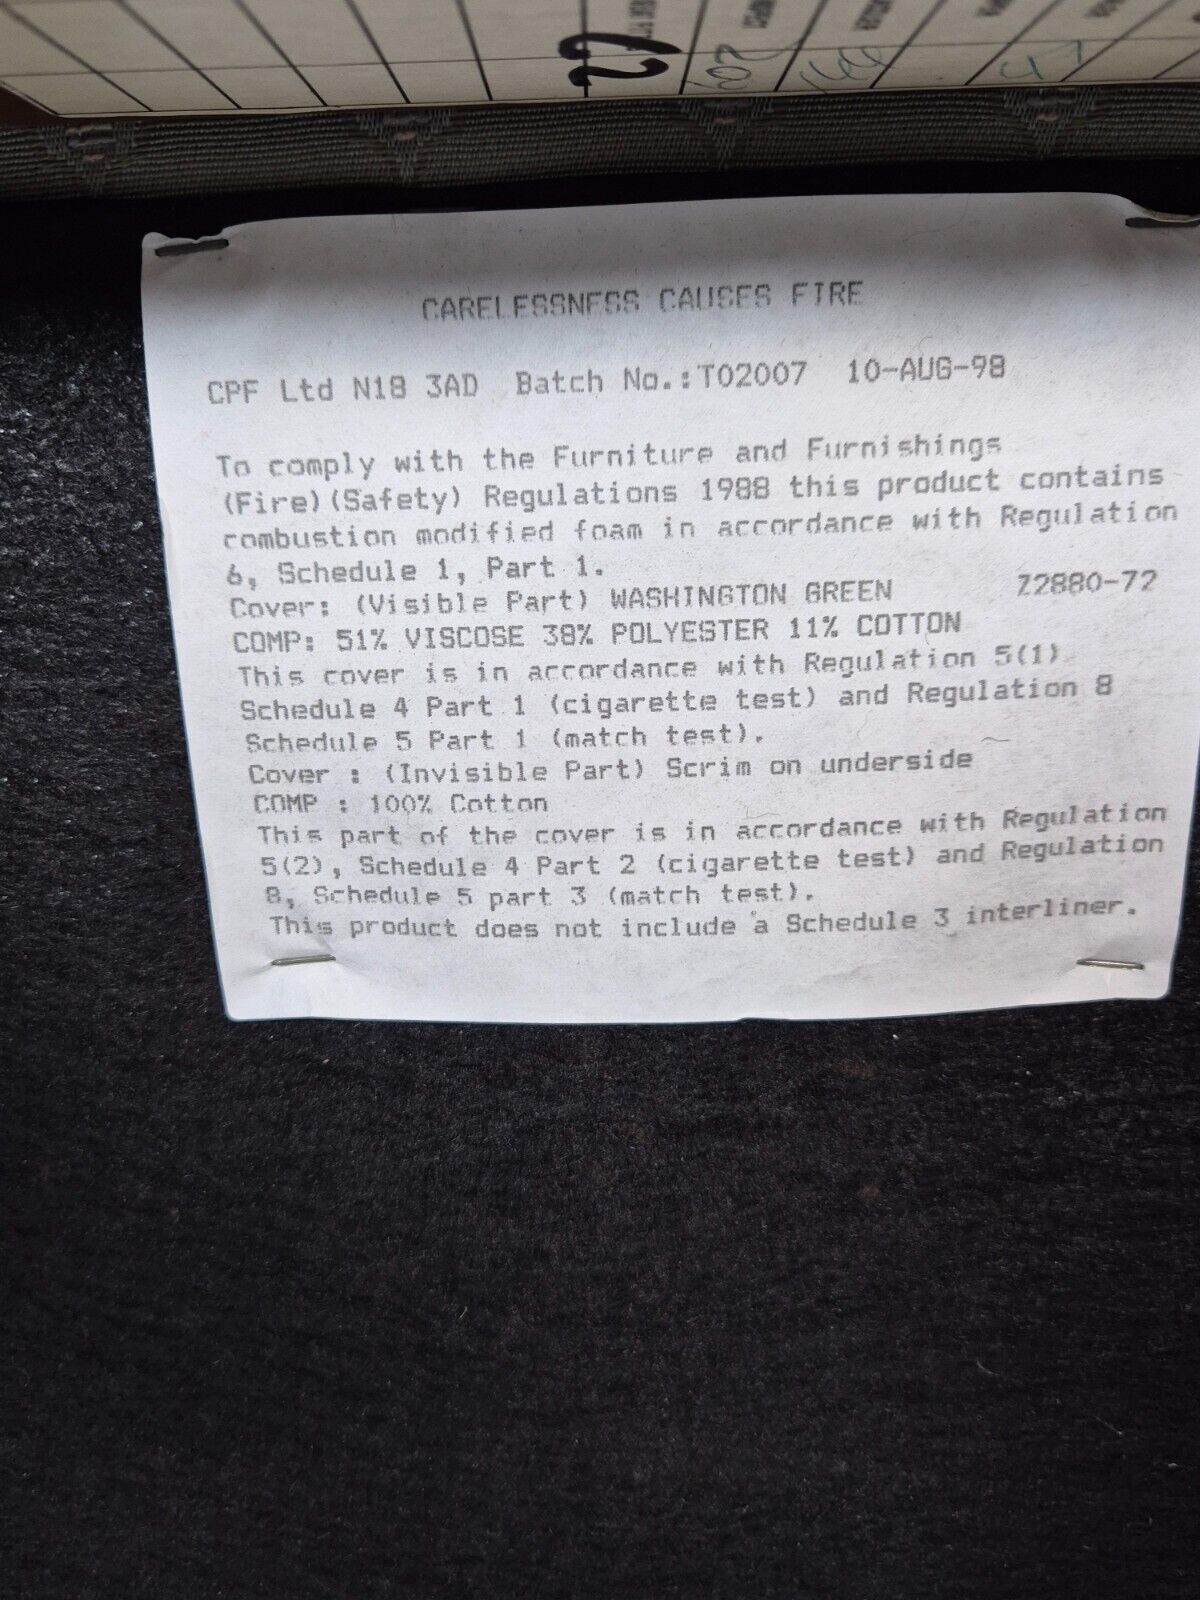 C2
CARELESSNESS CAUSES FIRE
CPF Ltd N18 3AD Batch No.:T02007 10-AUG-98
To comply with the Furniture and Furnishings
(Fire)(Safety) Regulations 1988 this product contains
combustion modified foam in accordance with Regulation
6, Schedule 1, Part 1.
Cover: (Visible Part) WASHINGTON GREEN Z2880-72
COMP: 51% VISCOSE 38% POLYESTER 11% COTTON
This cover is in accordance with Regulation 5(1)
Schedule 4 Part 1 (cigarette test) and Regulation 8
Schedule 5 Part 1 (match test).
Cover : (Invisible Part) Scrim on underside
COMP : 100% Cotton
This part of the cover is in accordance with Regulation
5(2), Schedule 4 Part 2 (cigarette test) and Regulation
8, Schedule 5 part 3 (match test).
This product does not include a Schedule 3 interliner.